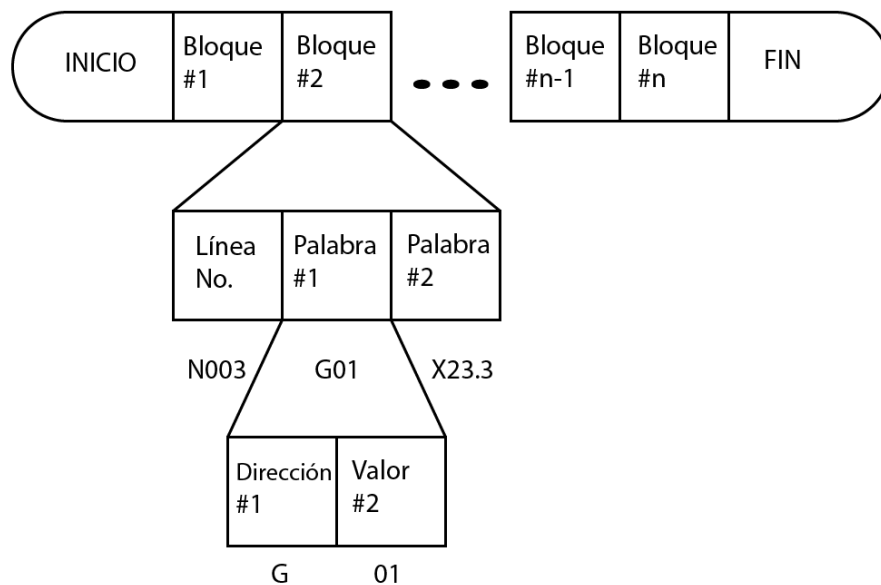 INICIO
Bloque
#1
Bloque
#2
Bloque
#n-1
Bloque
#n
FIN
Línea
No.
Palabra
#1
Palabra
#2
N003
G01
X23.3
Dirección
#1
Valor
#2
G
01